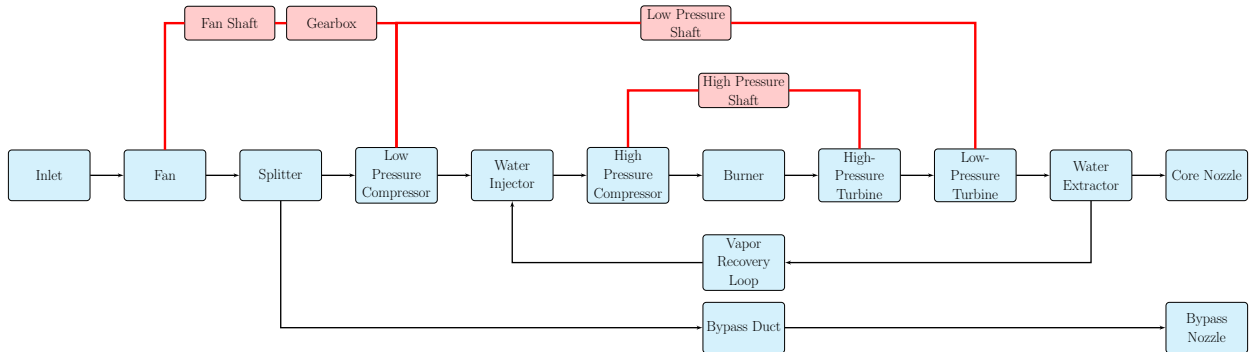 Fan Shaft
Gearbox
Low Pressure
Shaft
High Pressure
Shaft
Inlet
Fan
Splitter
Low
Pressure
Compressor
Water
Injector
High
Pressure
Compressor
Burner
High-
Pressure
Turbine
Low-
Pressure
Turbine
Water
Extractor
Core Nozzle
Vapor
Recovery
Loop
Bypass Duct
Bypass
Nozzle